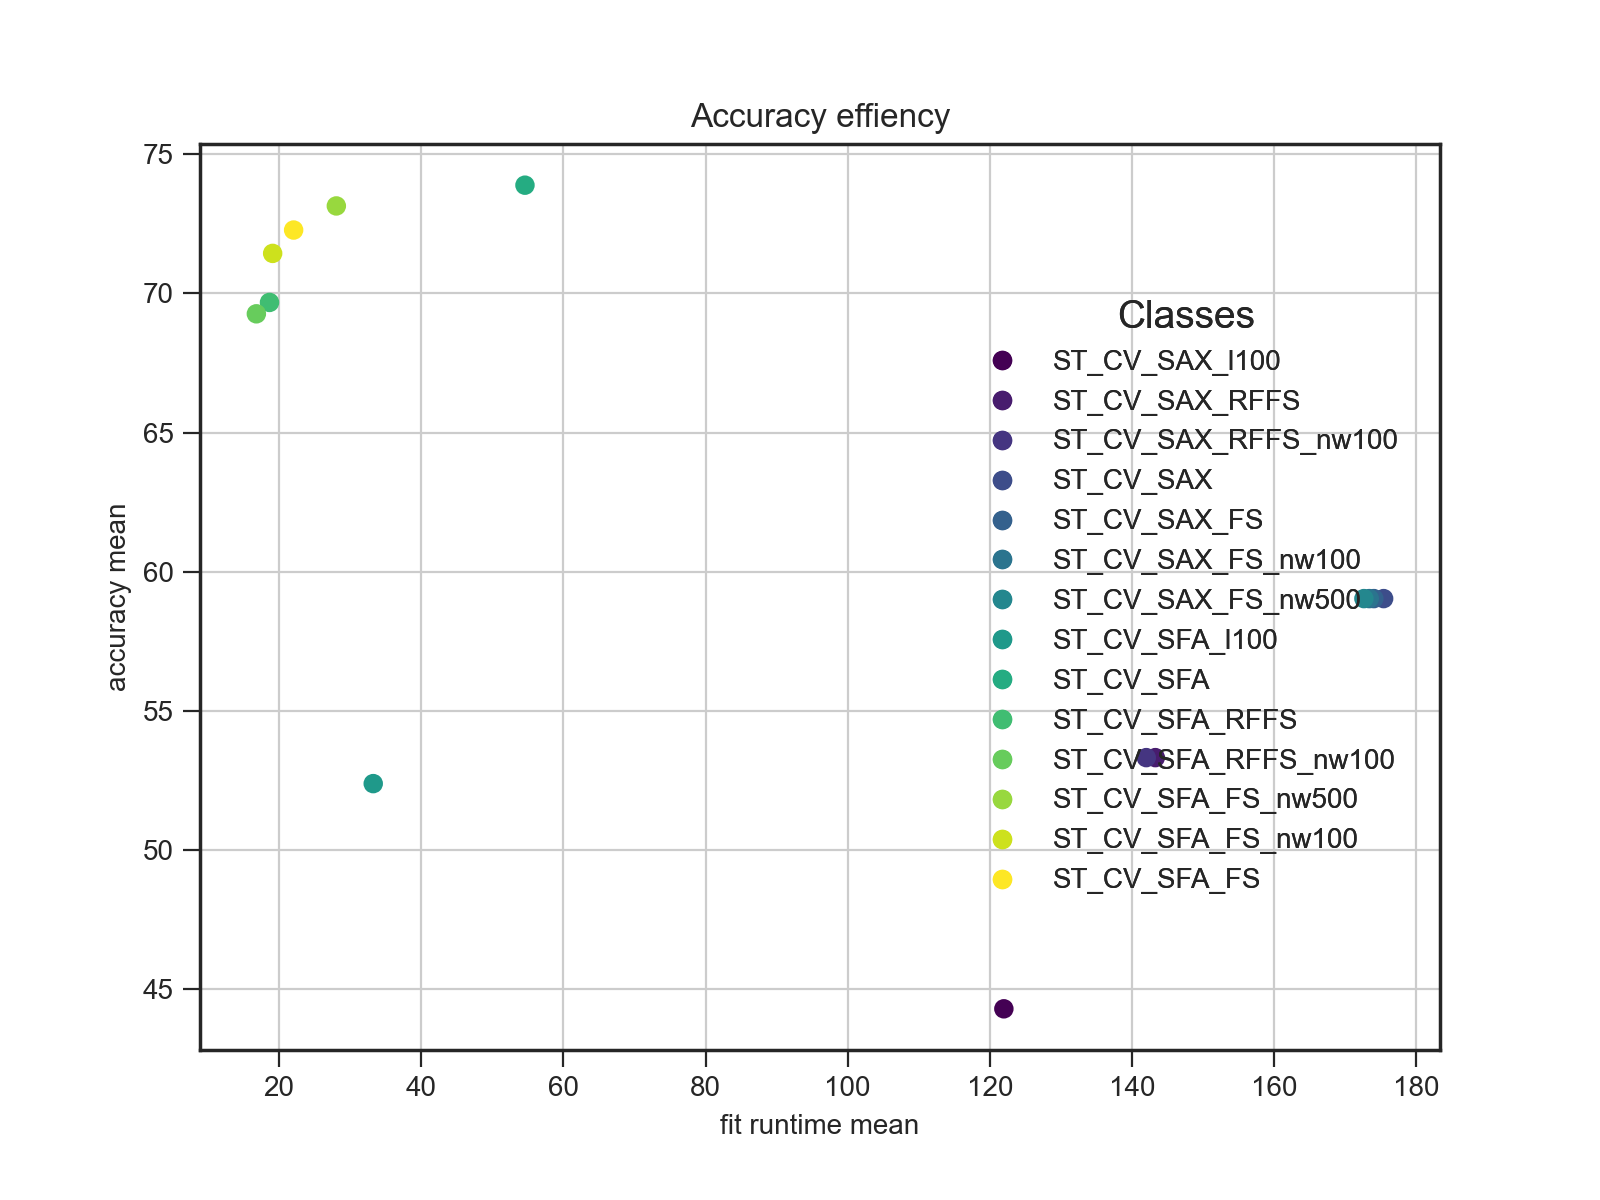 Accuracy effiency
75
70
65
60
55
50
45
accuracy mean
Classes
ST_CV_SAX_l100
ST_CV_SAX_RFFS
ST_CV_SAX_RFFS_nw100
ST_CV_SAX
ST_CV_SAX_FS
ST_CV_SAX_FS_nw100
ST_CV_SAX_FS_nw500
ST_CV_SFA_l100
ST_CV_SFA
ST_CV_SFA_RFFS
ST_CV_SFA_RFFS_nw100
ST_CV_SFA_FS_nw500
ST_CV_SFA_FS_nw100
ST_CV_SFA_FS
20 40 60 80 100 120 140 160 180
fit runtime mean